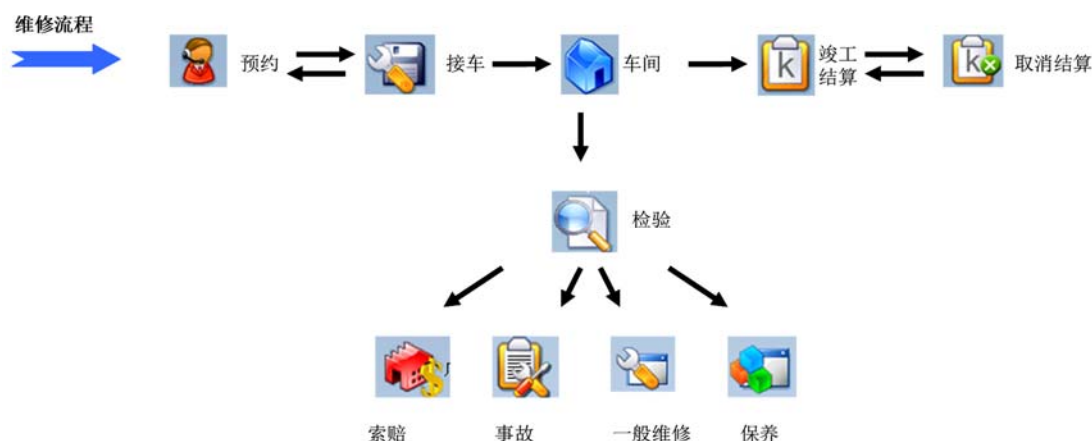 维修流程
预约
接车
车间
竣工
结算
取消结算
检验
索赔
事故
一般维修
保养